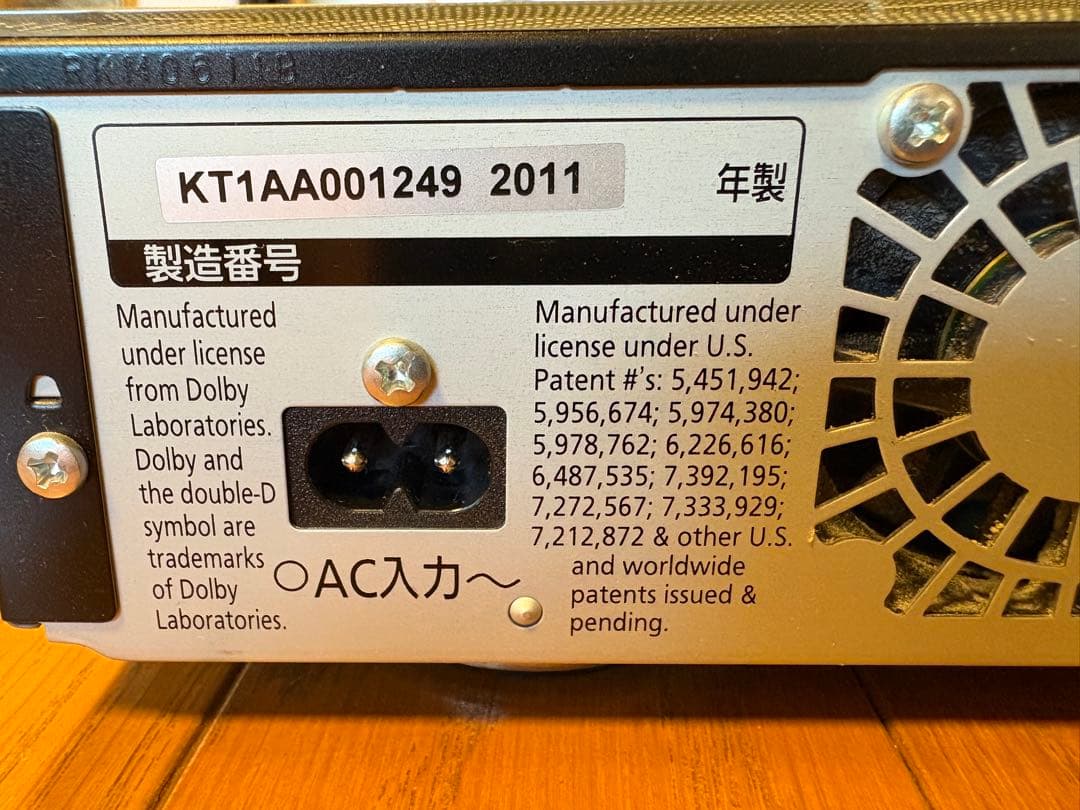 KT1AA001249 2011 年製
製造番号
Manufactured
under license
from Dolby
Laboratories.
Dolby and
the double-D
symbol are
trademarks
of Dolby
Laboratories.
○AC入力～
Manufactured under
license under U.S.
Patent #'s: 5,451,942;
5,956,674; 5,974,380;
5,978,762; 6,226,616;
6,487,535; 7,392,195;
7,272,567; 7,333,929;
7,212,872 & other U.S.
and worldwide
patents issued &
pending.